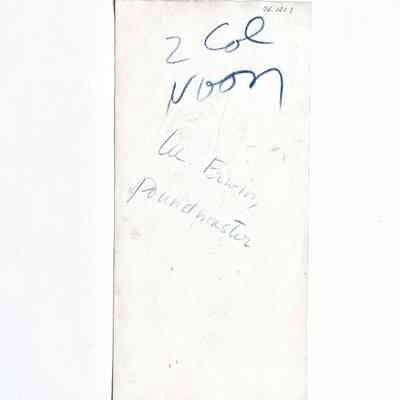 2 Col
Noon
Erwin,
Poundmaster